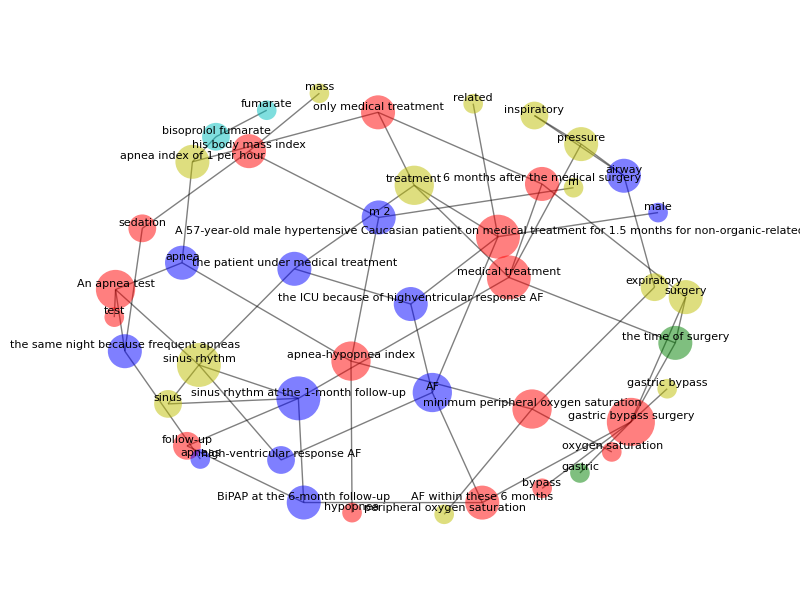 mass
related
fumarate
only medical treatment
inspiratory
bisoprolol fumarate
pressure
his body mass index
apnea index of 1 per hour
airway
treatment
6 months after the medical surgery
m
m 2
male
sedation
A 57-year-old male hypertensive Caucasian patient on medical treatment for 1.5 months for non-organic-related
apnea
the patient under medical treatment
medical treatment
An apnea test
expiratory
surgery
the ICU because of highventricular response AF
test
the time of surgery
the same night because frequent apneas
sinus rhythm
apnea-hypopnea index
gastric bypass
sinus
sinus rhythm at the 1-month follow-up
AF
minimum peripheral oxygen saturation
gastric bypass surgery
follow-up
oxygen saturation
apneas
high-ventricular response AF
gastric
bypass
BiPAP at the 6-month follow-up
AF within these 6 months
hypopnea
peripheral oxygen saturation